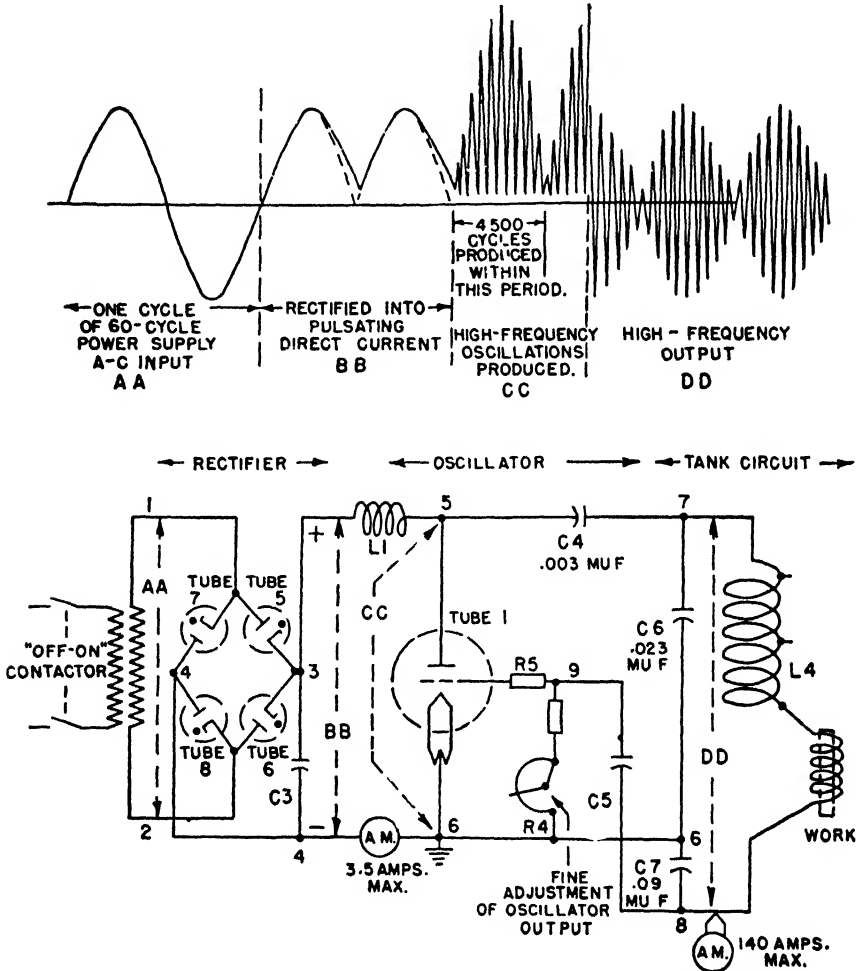 4500
CYCLES
PRODUCED
WITHIN
THIS PERIOD.
ONE CYCLE
OF 60-CYCLE
POWER SUPPLY
A-C INPUT
AA
RECTIFIED INTO
PULSATING
DIRECT CURRENT
BB
HIGH-FREQUENCY
OSCILLATIONS
PRODUCED.
CC
HIGH-FREQUENCY
OUTPUT
DD
RECTIFIER
OSCILLATOR
TANK CIRCUIT
1
5
7
+
L1
C4
.003 MU F
AA
TUBE
7
TUBE
5
CC
TUBE 1
C6
.023
MU F
L4
"OFF-ON"
CONTACTOR
4
3
R5
9
BB
DD
TUBE
8
TUBE
6
C3
C5
WORK
2
4
−
A M.
3.5 AMPS.
MAX.
6
R4
6
FINE
ADJUSTMENT
OF OSCILLATOR
OUTPUT
C7
.09
MU F
8
A M.
140 AMPS.
MAX.